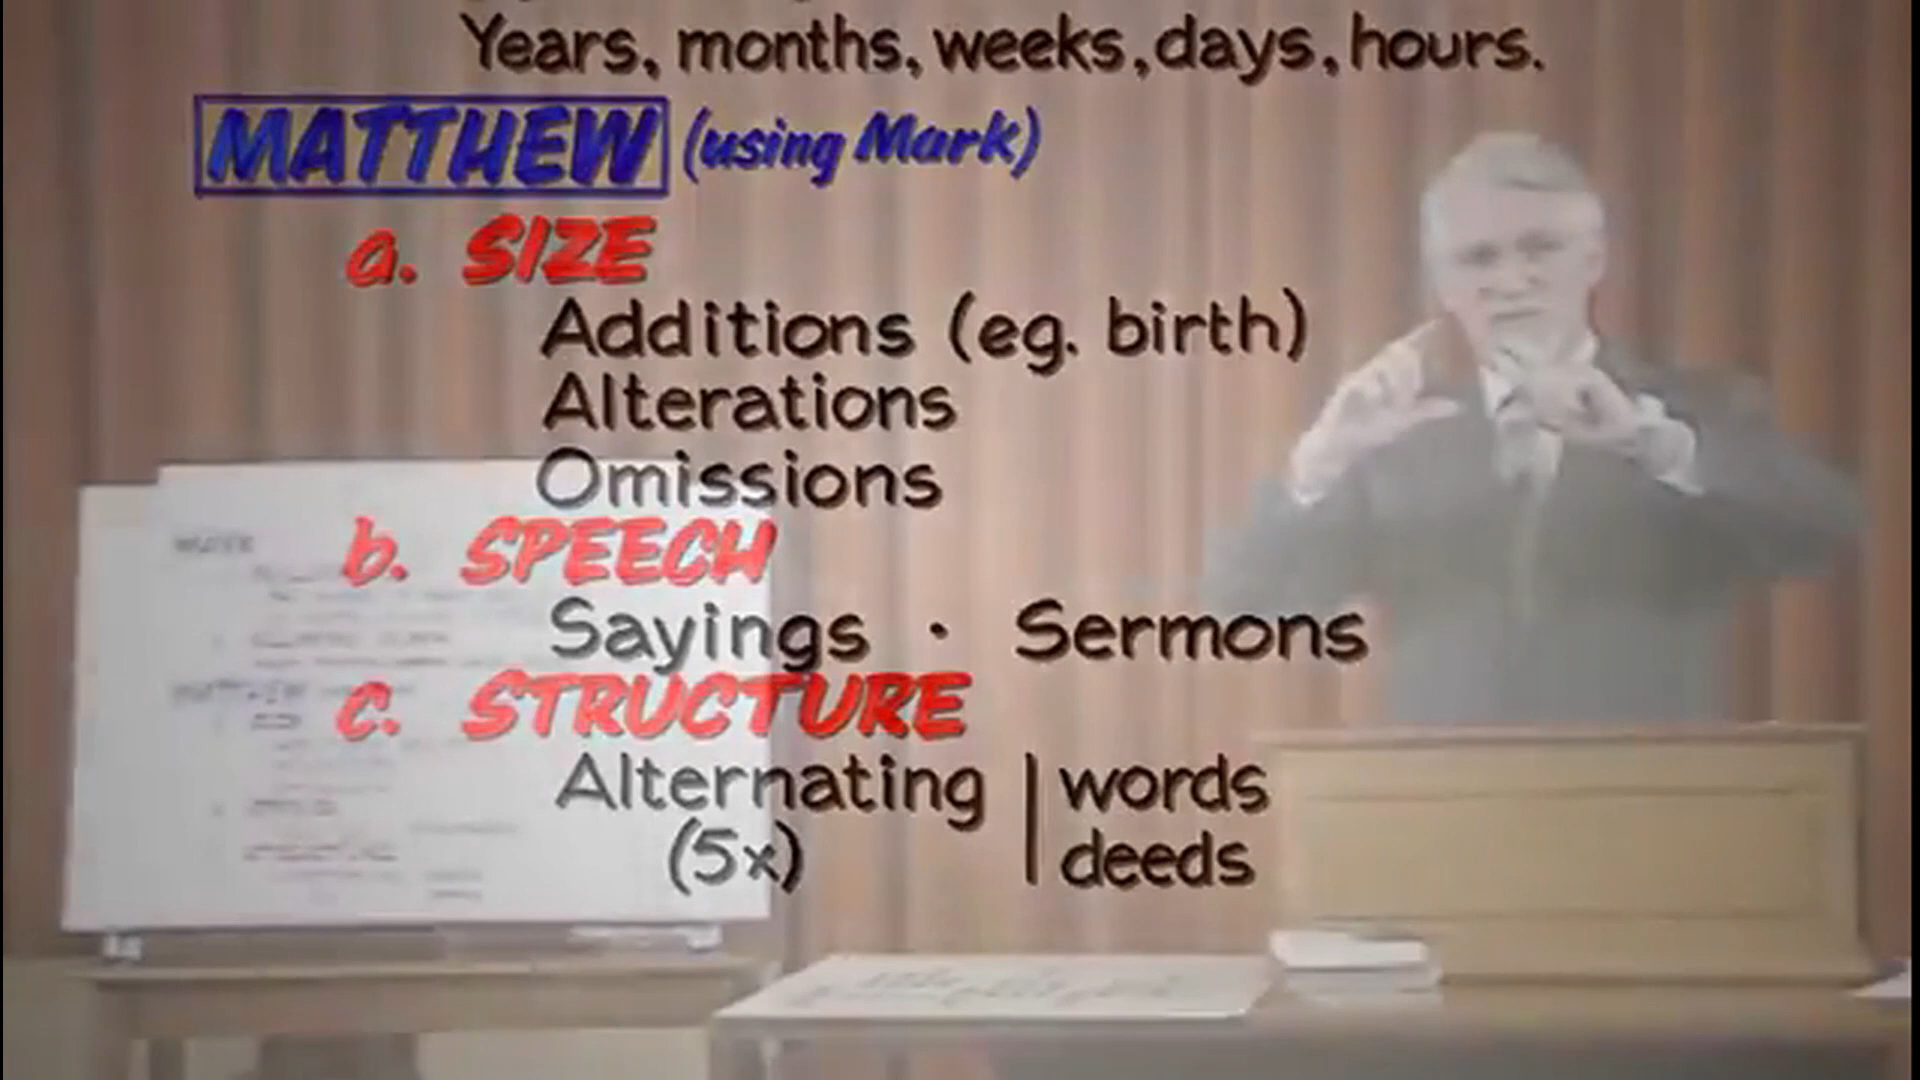 Years, months, weeks, days, hours.
MATTHEW (using Mark)
a. SIZE
Additions (eg. birth)
Alterations
Omissions
b. SPEECH
Sayings · Sermons
c. STRUCTURE
Alternating | words
(5x) | deeds
MATTHEW